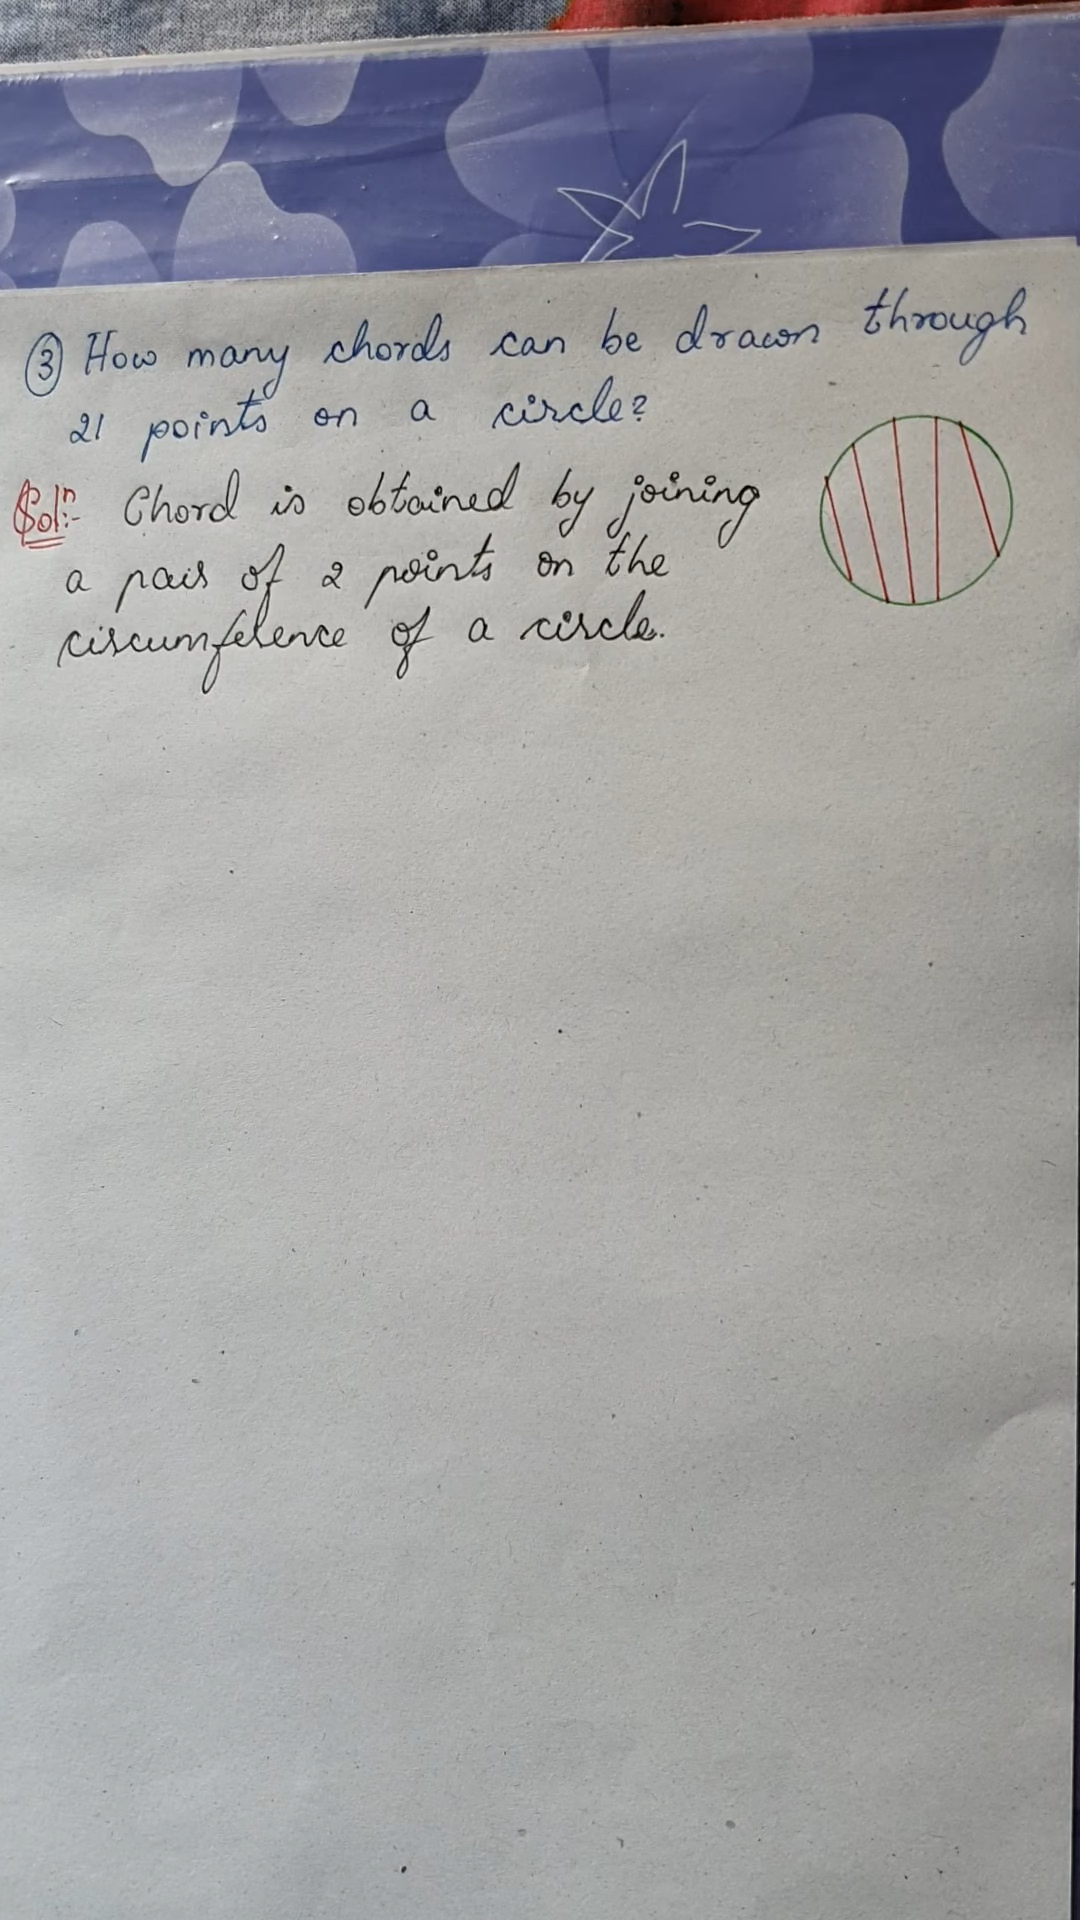 ③ How many chords can be drawn through
21 points on a circle?
Solⁿ:- Chord is obtained by joining
a pair of 2 points on the
circumference of a circle.